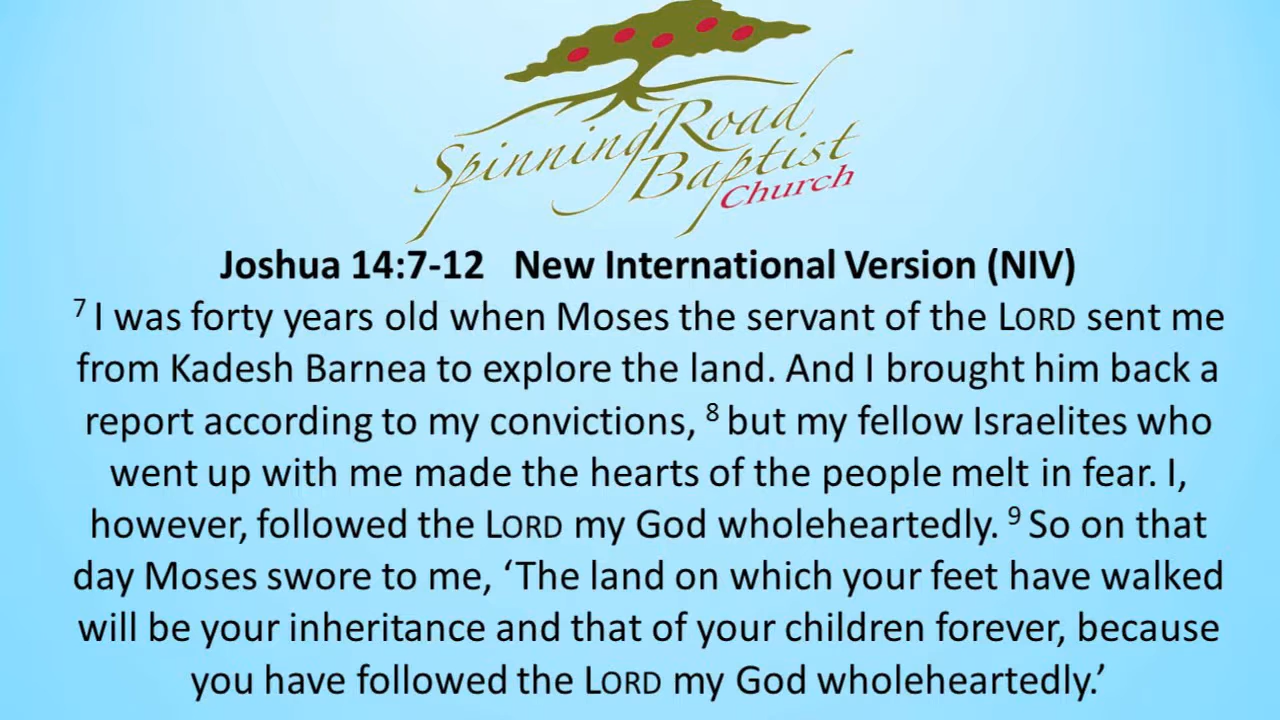 Spinning Road
Baptist
Church
Joshua 14:7-12 New International Version (NIV)
7 I was forty years old when Moses the servant of the LORD sent me
from Kadesh Barnea to explore the land. And I brought him back a
report according to my convictions, 8 but my fellow Israelites who
went up with me made the hearts of the people melt in fear. I,
however, followed the LORD my God wholeheartedly. 9 So on that
day Moses swore to me, ‘The land on which your feet have walked
will be your inheritance and that of your children forever, because
you have followed the LORD my God wholeheartedly.’